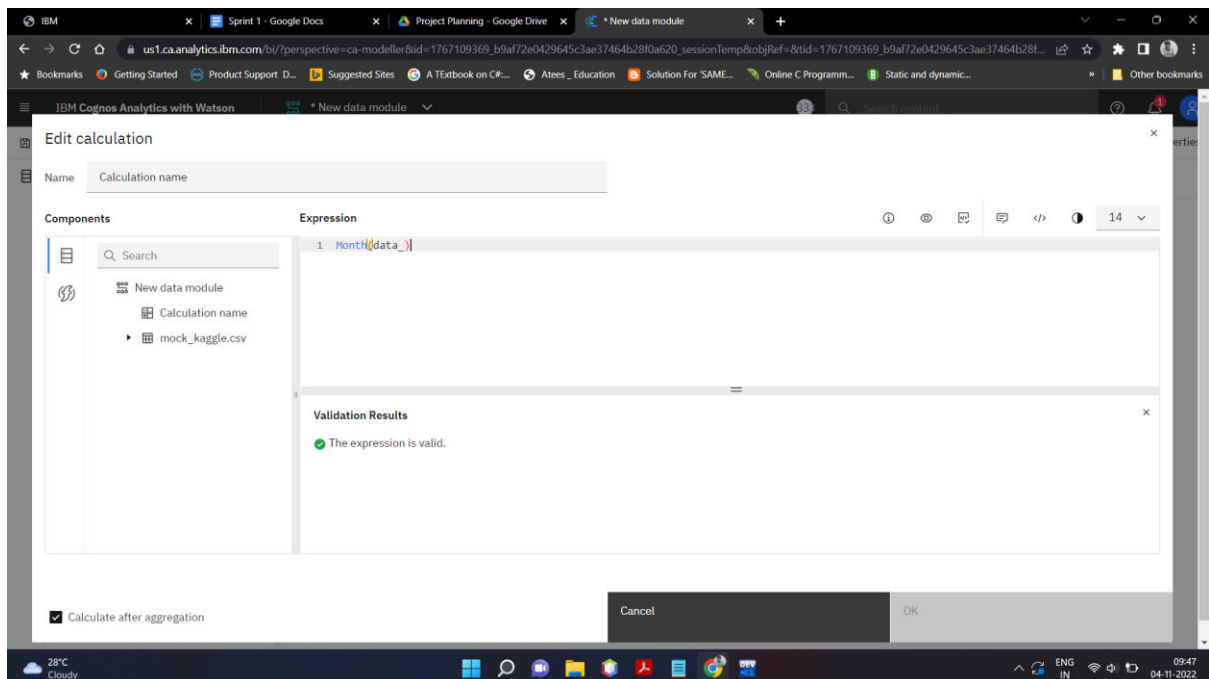 IBM
Sprint 1 - Google Docs
Project Planning - Google Drive
* New data module
us1.ca.analytics.ibm.com/bi/?perspective=ca-modeller&id=1767109369_b9af72e0429645c3ae37464b28f0a620_sessionTemp&objRef=&tid=1767109369_b9af72e0429645c3ae37464b28f...
Bookmarks
Getting Started
Product Support D...
Suggested Sites
A TExtbook on C#:...
Atees _ Education
Solution For 'SAME...
Online C Programm...
Static and dynamic...
»
Other bookmarks
IBM Cognos Analytics with Watson
* New data module
Search content
Edit calculation
erties
Name
Calculation name
Components
Expression
14
1 Month(data_)
Search
New data module
Calculation name
mock_kaggle.csv
Validation Results
The expression is valid.
Calculate after aggregation
Cancel
OK
28°C
Cloudy
DEV
ENG
IN
09:47
04-11-2022